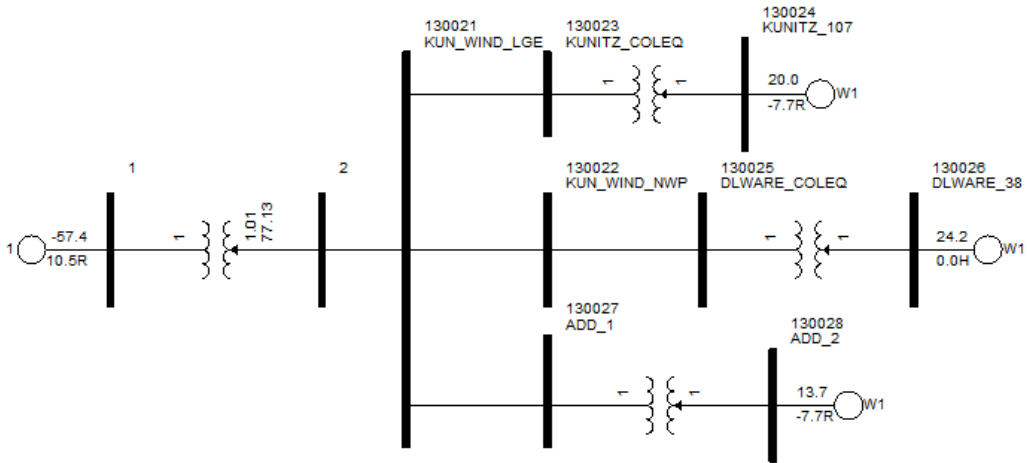 130021
KUN_WIND_LGE
130023
KUNITZ_COLEQ
130024
KUNITZ_107
1
1
20.0
-7.7R
W1
1
2
130022
KUN_WIND_NWP
130025
DLWARE_COLEQ
130026
DLWARE_38
1
-57.4
10.5R
1
1.01
77.13
1
1
24.2
0.0H
W1
130027
ADD_1
130028
ADD_2
1
1
13.7
-7.7R
W1